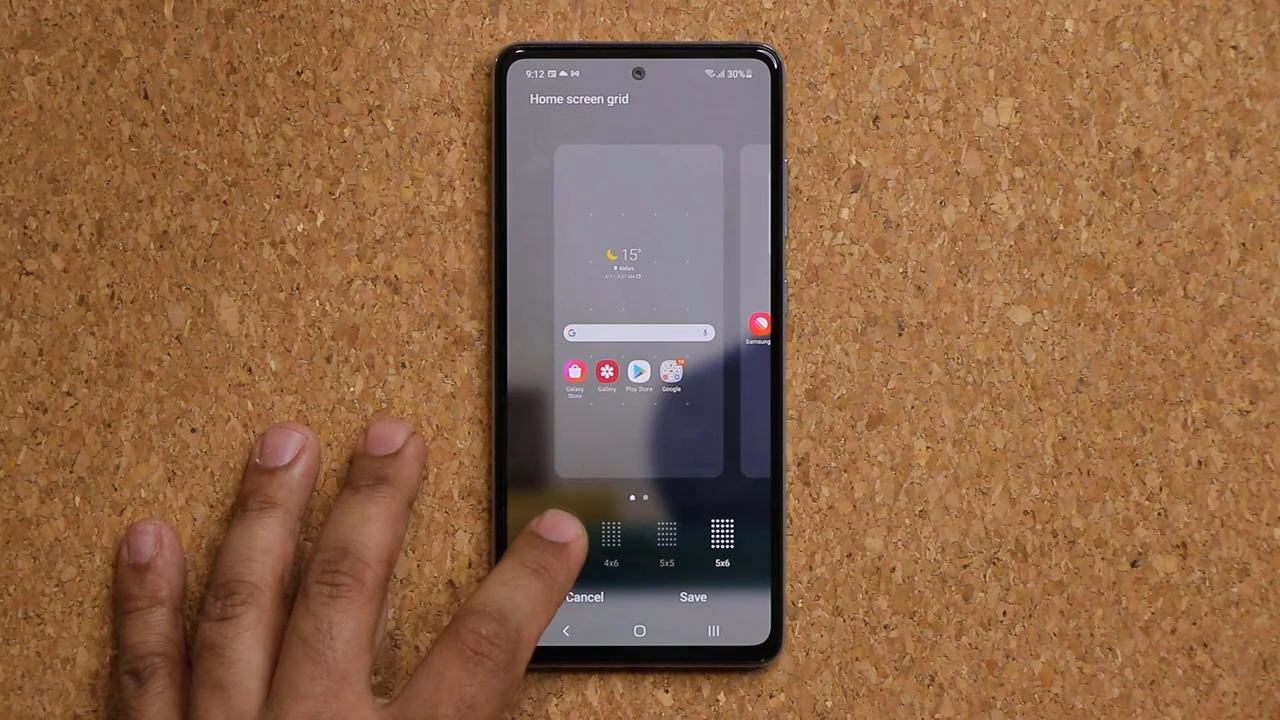 9:12 30%
Home screen grid
15°
Aldan
Samsung
Galaxy Store
Gallery
Play Store
Google
4x6
5x5
5x6
Cancel
Save